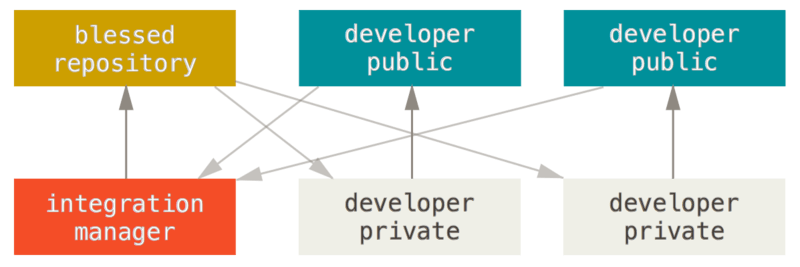 blessed
repository
developer
public
developer
public
integration
manager
developer
private
developer
private